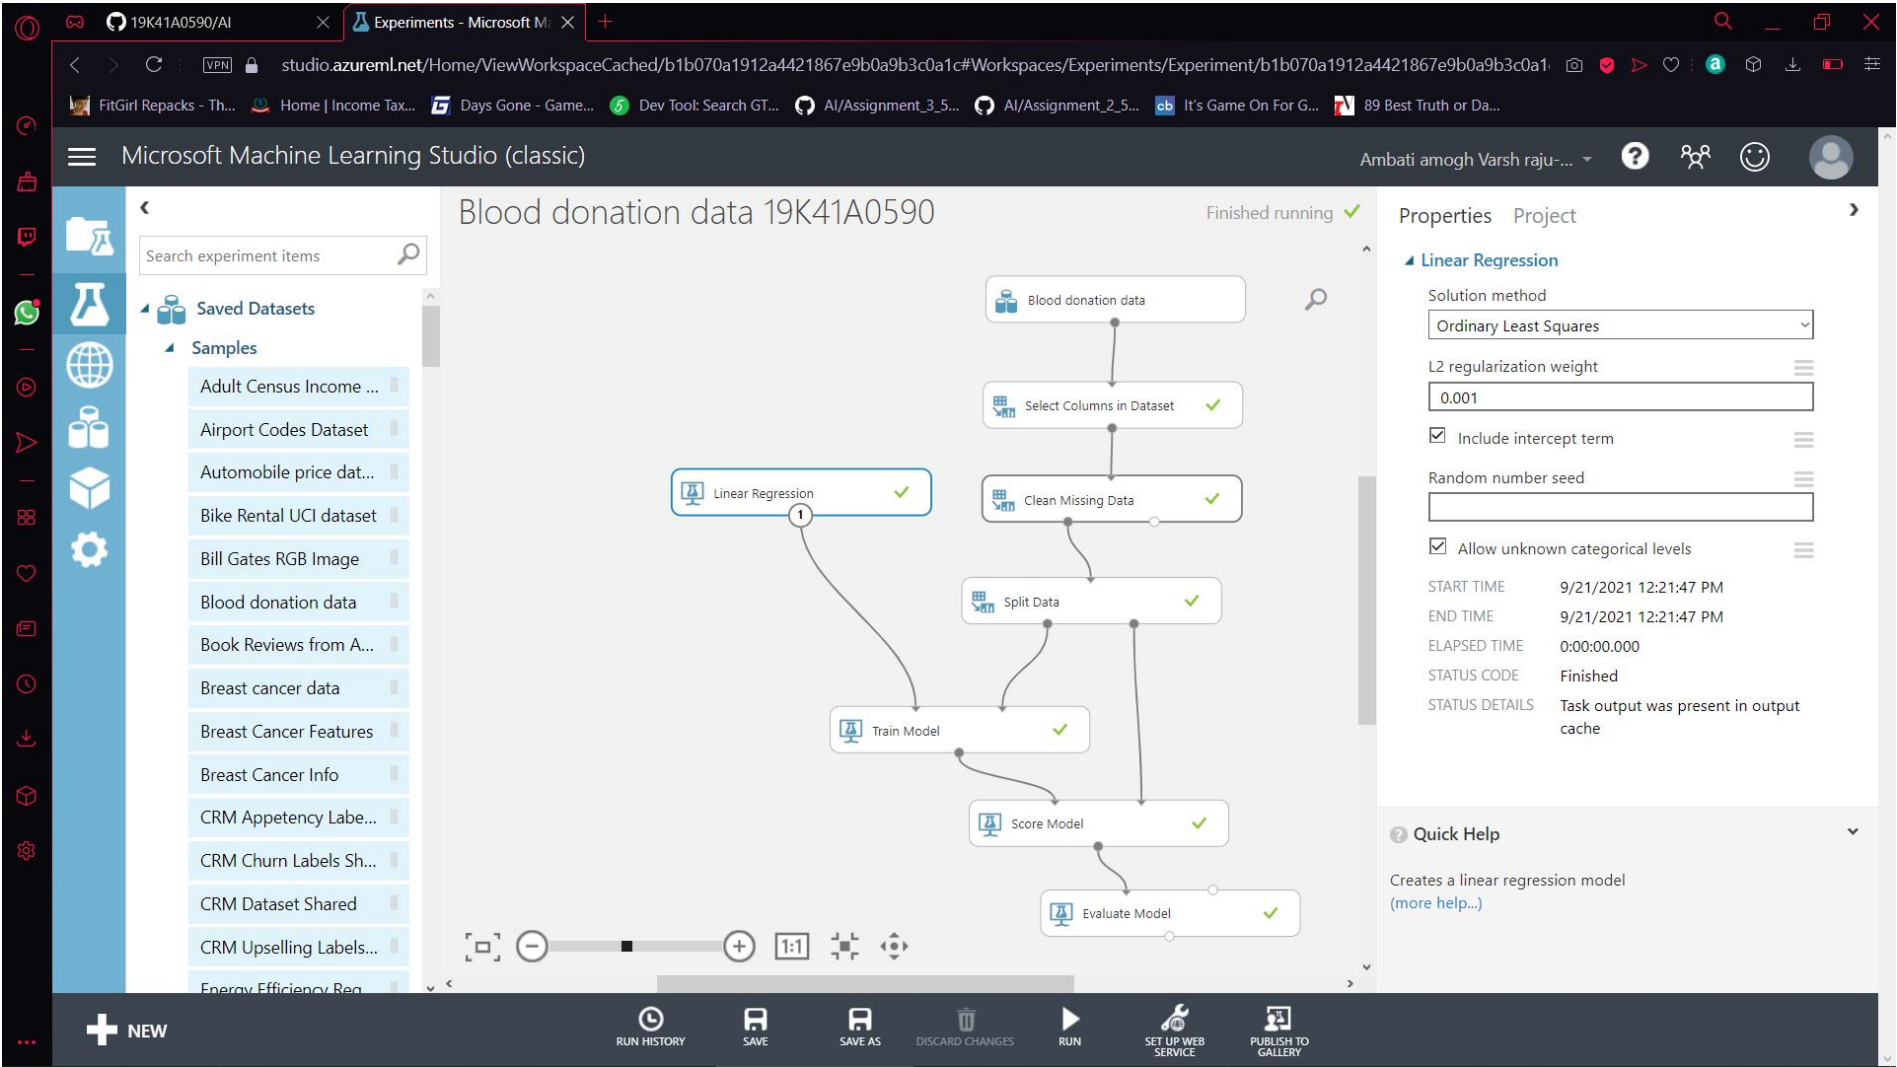 19K41A0590/AI
Experiments - Microsoft M
VPN
studio.azureml.net/Home/ViewWorkspaceCached/b1b070a1912a4421867e9b0a9b3c0a1c#Workspaces/Experiments/Experiment/b1b070a1912a4421867e9b0a9b3c0a1
FitGirl Repacks - Th...
Home | Income Tax...
Days Gone - Game...
Dev Tool: Search GT...
AI/Assignment_3_5...
AI/Assignment_2_5...
cb It's Game On For G...
89 Best Truth or Da...
Microsoft Machine Learning Studio (classic)
Ambati amogh Varsh raju-...
Search experiment items
Saved Datasets
Samples
Adult Census Income ...
Airport Codes Dataset
Automobile price dat...
Bike Rental UCI dataset
Bill Gates RGB Image
Blood donation data
Book Reviews from A...
Breast cancer data
Breast Cancer Features
Breast Cancer Info
CRM Appetency Labe...
CRM Churn Labels Sh...
CRM Dataset Shared
CRM Upselling Labels...
Energy Efficiency Reg
Blood donation data 19K41A0590
Finished running
Blood donation data
Select Columns in Dataset
Linear Regression
1
Clean Missing Data
Split Data
Train Model
Score Model
Evaluate Model
1:1
Properties Project
Linear Regression
Solution method
Ordinary Least Squares
L2 regularization weight
0.001
Include intercept term
Random number seed
Allow unknown categorical levels
START TIME 9/21/2021 12:21:47 PM
END TIME 9/21/2021 12:21:47 PM
ELAPSED TIME 0:00:00.000
STATUS CODE Finished
STATUS DETAILS Task output was present in output
cache
Quick Help
Creates a linear regression model
(more help...)
NEW
RUN HISTORY
SAVE
SAVE AS
DISCARD CHANGES
RUN
SET UP WEB
SERVICE
PUBLISH TO
GALLERY